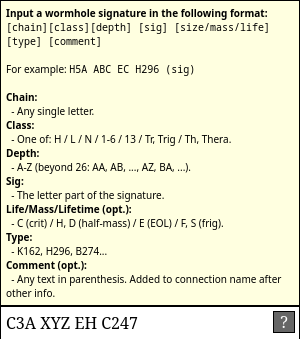 Input a wormhole signature in the following format:
[chain][class][depth] [sig] [size/mass/life]
[type] [comment]
For example: H5A ABC EC H296 (sig)
Chain:
- Any single letter.
Class:
- One of: H / L / N / 1-6 / 13 / Tr, Trig / Th, Thera.
Depth:
- A-Z (beyond 26: AA, AB, ..., AZ, BA, ...).
Sig:
- The letter part of the signature.
Life/Mass/Lifetime (opt.):
- C (crit) / H, D (half-mass) / E (EOL) / F, S (frig).
Type:
- K162, H296, B274...
Comment (opt.):
- Any text in parenthesis. Added to connection name after
other info.
C3A XYZ EH C247 ?